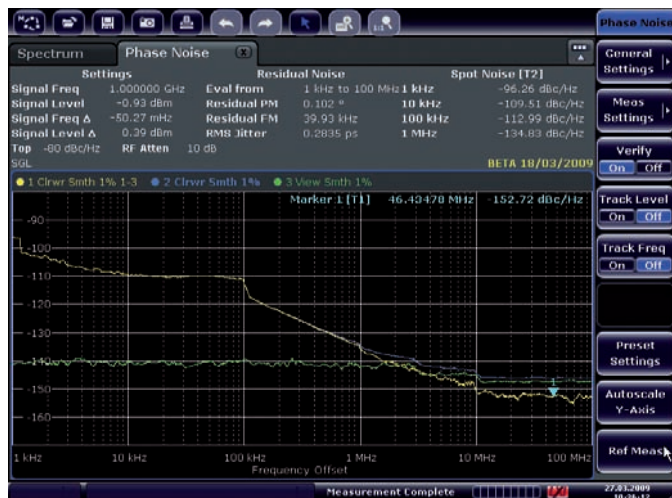 Phase Noise
Spectrum
Phase Noise
Settings Residual Noise Spot Noise [T2]
Signal Freq 1.000000 GHz Eval from 1 kHz to 100 MHz 1 kHz -96.26 dBc/Hz
Signal Level -0.93 dBm Residual PM 0.102 ° 10 kHz -109.51 dBc/Hz
Signal Freq Δ -50.27 mHz Residual FM 39.93 kHz 100 kHz -112.99 dBc/Hz
Signal Level Δ 0.39 dBm RMS Jitter 0.2835 ps 1 MHz -134.83 dBc/Hz
Top -80 dBc/Hz RF Atten 10 dB
SGL BETA 18/03/2009
1 Clrwr Smth 1% 1-3 2 Clrwr Smth 1% 3 View Smth 1%
Marker 1 [T1] 46.43478 MHz -152.72 dBc/Hz
-90
-100
-110
-120
-130
-140
-150
-160
1
1 kHz 10 kHz 100 kHz 1 MHz 10 MHz 100 MHz
Frequency Offset
Measurement Complete
27.03.2009
General Settings
Meas Settings
Verify
On Off
Track Level
On Off
Track Freq
On Off
Preset Settings
Autoscale Y-Axis
Ref Meas